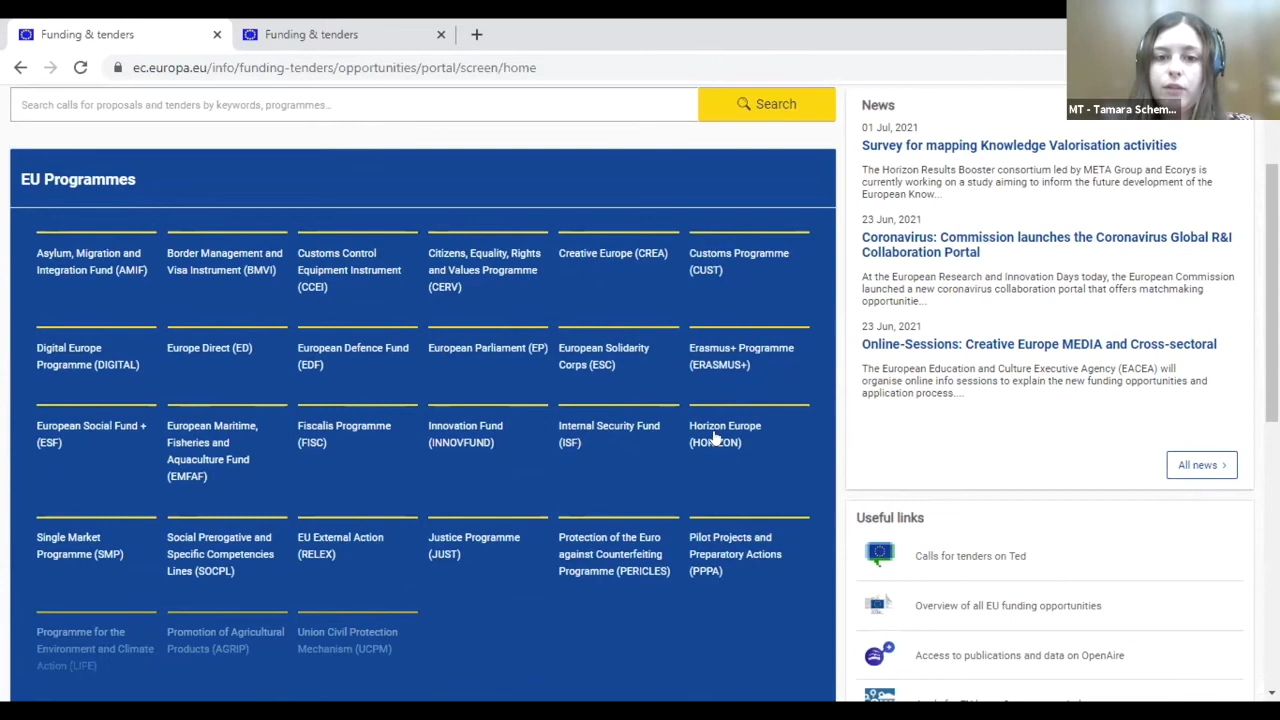 Funding & tenders
Funding & tenders
ec.europa.eu/info/funding-tenders/opportunities/portal/screen/home
MT - Tamara Schem...
Search calls for proposals and tenders by keywords, programmes...
Search
EU Programmes
Asylum, Migration and
Integration Fund (AMIF)
Border Management and
Visa Instrument (BMVI)
Customs Control
Equipment Instrument
(CCEI)
Citizens, Equality, Rights
and Values Programme
(CERV)
Creative Europe (CREA)
Customs Programme
(CUST)
Digital Europe
Programme (DIGITAL)
Europe Direct (ED)
European Defence Fund
(EDF)
European Parliament (EP)
European Solidarity
Corps (ESC)
Erasmus+ Programme
(ERASMUS+)
European Social Fund +
(ESF)
European Maritime,
Fisheries and
Aquaculture Fund
(EMFAF)
Fiscalis Programme
(FISC)
Innovation Fund
(INNOVFUND)
Internal Security Fund
(ISF)
Horizon Europe
(HORIZON)
Single Market
Programme (SMP)
Social Prerogative and
Specific Competencies
Lines (SOCPL)
EU External Action
(RELEX)
Justice Programme
(JUST)
Protection of the Euro
against Counterfeiting
Programme (PERICLES)
Pilot Projects and
Preparatory Actions
(PPPA)
Programme for the
Environment and Climate
Action (LIFE)
Promotion of Agricultural
Products (AGRIP)
Union Civil Protection
Mechanism (UCPM)
News
01 Jul, 2021
Survey for mapping Knowledge Valorisation activities
The Horizon Results Booster consortium led by META Group and Ecorys is
currently working on a study aiming to inform the future development of the
European Know...
23 Jun, 2021
Coronavirus: Commission launches the Coronavirus Global R&I
Collaboration Portal
At the European Research and Innovation Days today, the European Commission
launched a new coronavirus collaboration portal that offers matchmaking
opportunitie...
23 Jun, 2021
Online-Sessions: Creative Europe MEDIA and Cross-sectoral
The European Education and Culture Executive Agency (EACEA) will
organise online info sessions to explain the new funding opportunities and
application process....
All news
Useful links
Calls for tenders on Ted
Overview of all EU funding opportunities
Access to publications and data on OpenAire